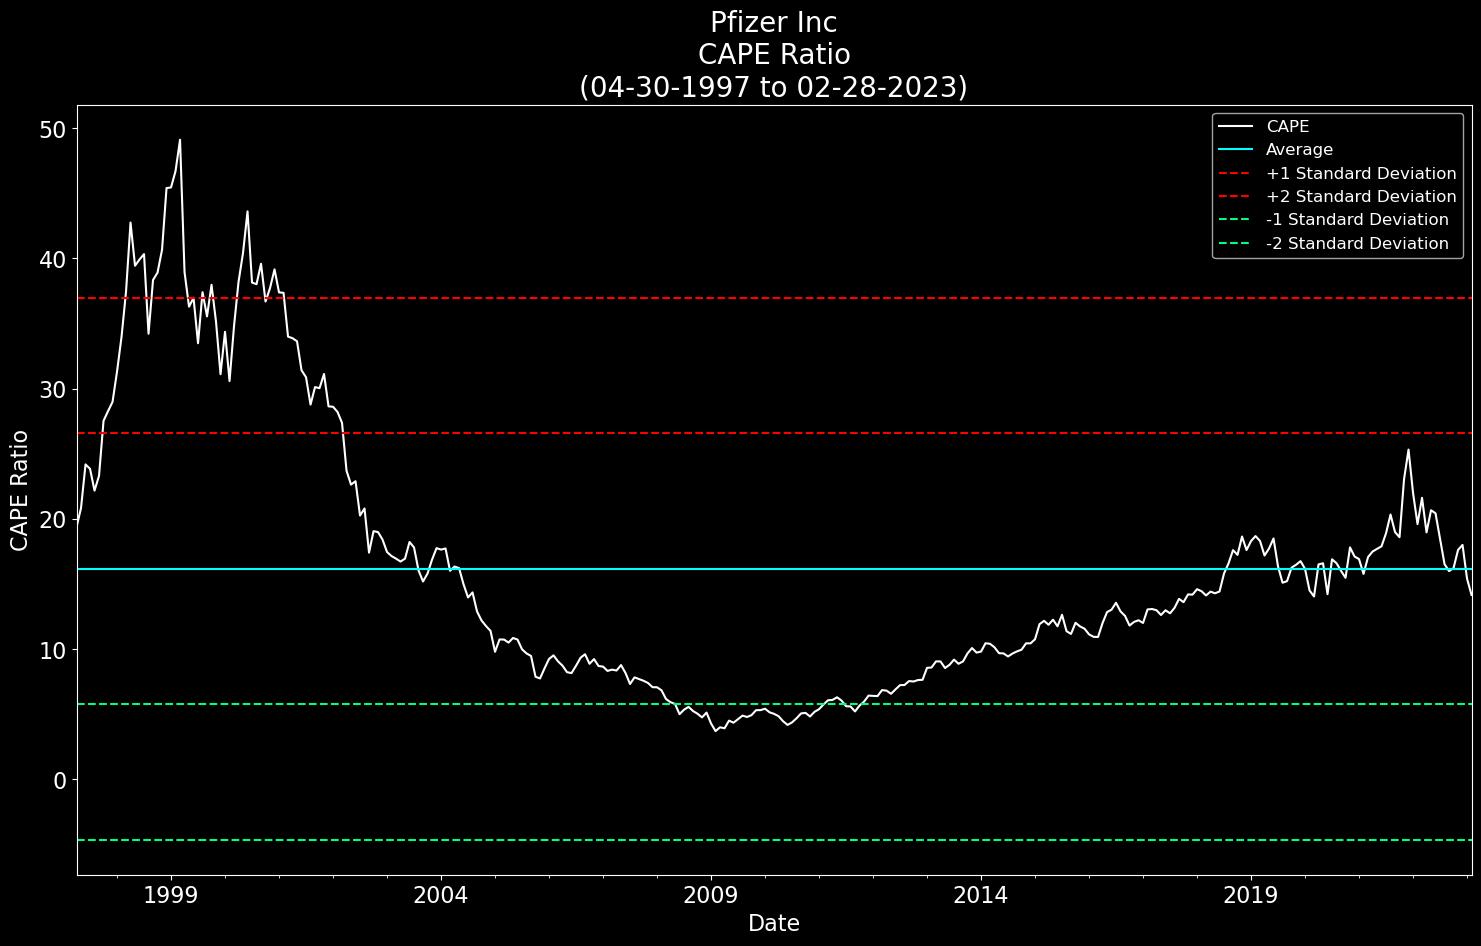 Pfizer Inc
CAPE Ratio
(04-30-1997 to 02-28-2023)
CAPE
Average
+1 Standard Deviation
+2 Standard Deviation
-1 Standard Deviation
-2 Standard Deviation
CAPE Ratio
50
40
30
20
10
0
1999 2004 2009 2014 2019
Date